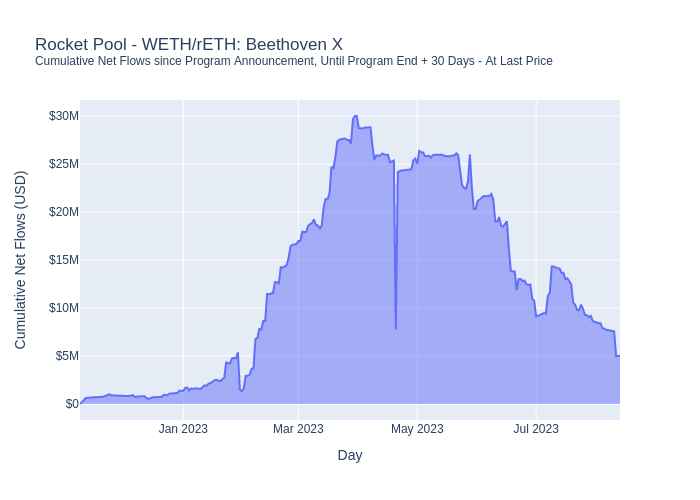 Rocket Pool - WETH/rETH: Beethoven X
Cumulative Net Flows since Program Announcement, Until Program End + 30 Days - At Last Price
Cumulative Net Flows (USD)
$30M
$25M
$20M
$15M
$10M
$5M
$0
Jan 2023 Mar 2023 May 2023 Jul 2023
Day